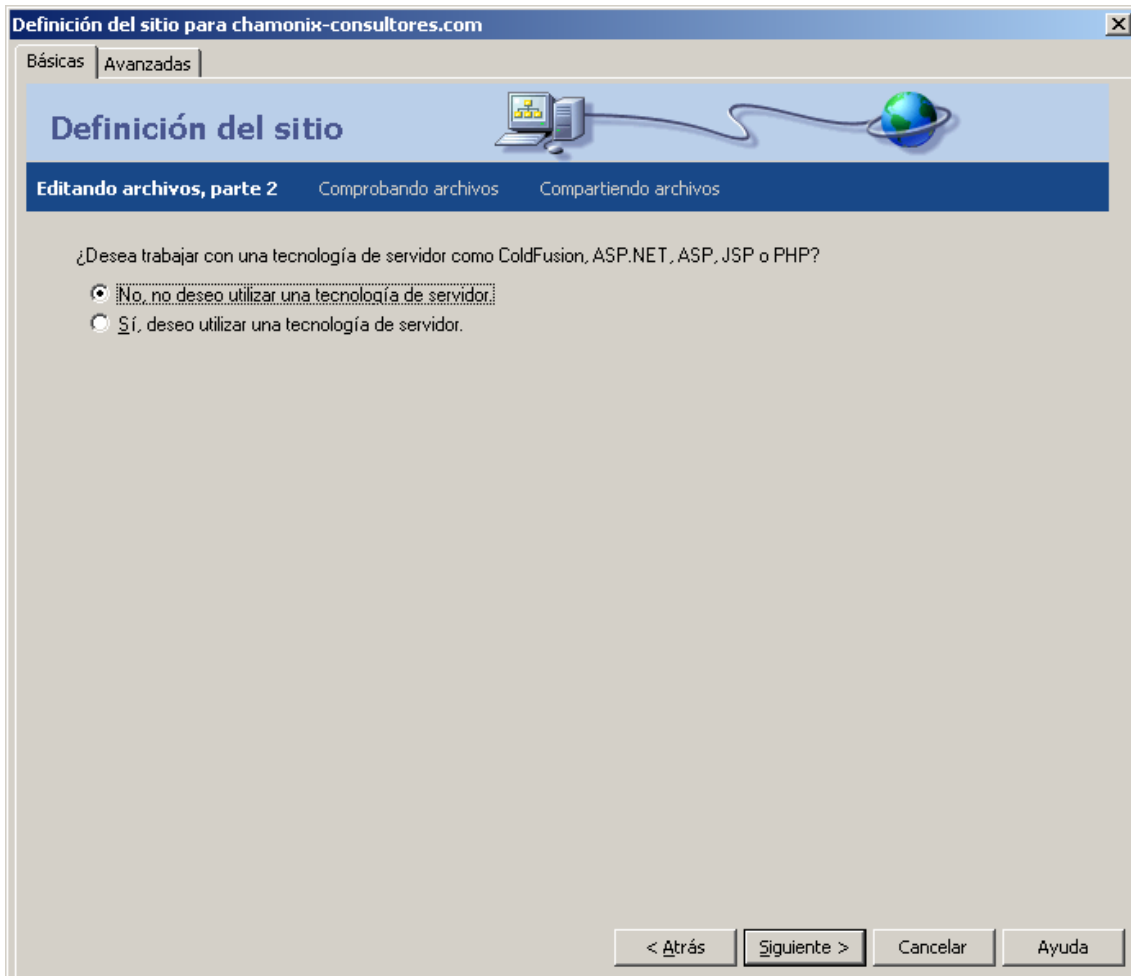 Definición del sitio para chamonix-consultores.com
Básicas
Avanzadas
Definición del sitio
Editando archivos, parte 2
Comprobando archivos
Compartiendo archivos
¿Desea trabajar con una tecnología de servidor como ColdFusion, ASP.NET, ASP, JSP o PHP?
No, no deseo utilizar una tecnología de servidor.
Sí, deseo utilizar una tecnología de servidor.
< Atrás
Siguiente >
Cancelar
Ayuda